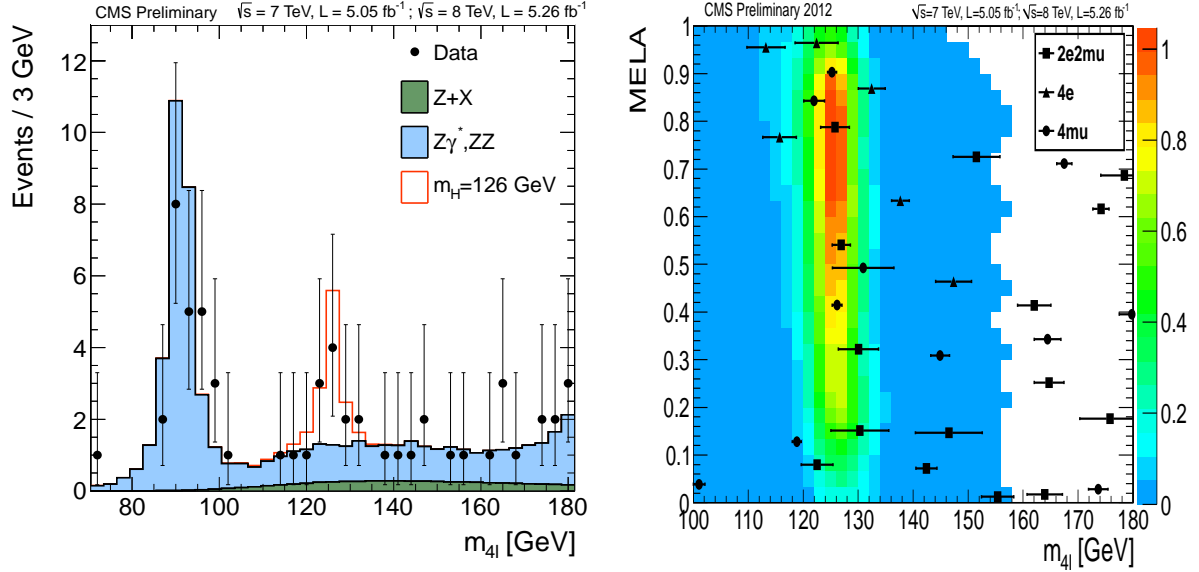 CMS Preliminary √s = 7 TeV, L = 5.05 fb⁻¹ ; √s = 8 TeV, L = 5.26 fb⁻¹
Events / 3 GeV
12
10
8
6
4
2
0
Data
Z+X
Zγ*,ZZ
m_H=126 GeV
80 100 120 140 160 180
m_4l [GeV]
CMS Preliminary 2012 √s=7 TeV, L=5.05 fb⁻¹; √s=8 TeV, L=5.26 fb⁻¹
MELA
1
0.9
0.8
0.7
0.6
0.5
0.4
0.3
0.2
0.1
0
2e2mu
4e
4mu
100 110 120 130 140 150 160 170 180
m_4l [GeV]
1
0.8
0.6
0.4
0.2
0